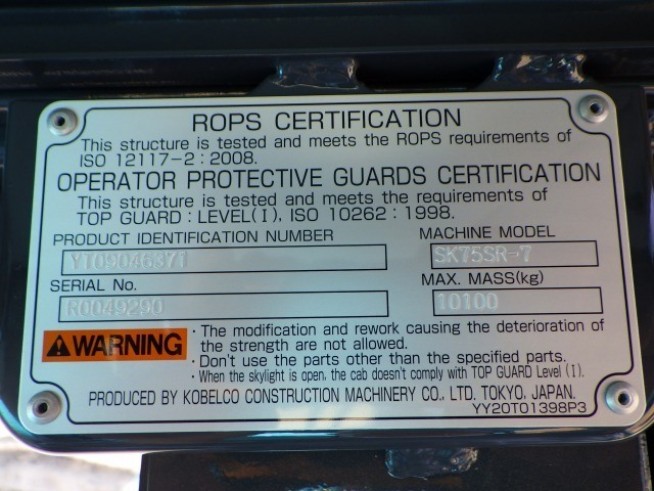 ROPS CERTIFICATION
This structure is tested and meets the ROPS requirements of
ISO 12117-2 : 2008.
OPERATOR PROTECTIVE GUARDS CERTIFICATION
This structure is tested and meets the requirements of
TOP GUARD : LEVEL(I), ISO 10262 : 1998.
PRODUCT IDENTIFICATION NUMBER
YT09046371
MACHINE MODEL
SK75SR-7
SERIAL No.
R0049290
MAX. MASS(kg)
10100
WARNING
· The modification and rework causing the deterioration of
the strength are not allowed.
· Don't use the parts other than the specified parts.
· When the skylight is open, the cab doesn't comply with TOP GUARD Level (I).
PRODUCED BY KOBELCO CONSTRUCTION MACHINERY CO., LTD. TOKYO, JAPAN.
YY20T01398P3